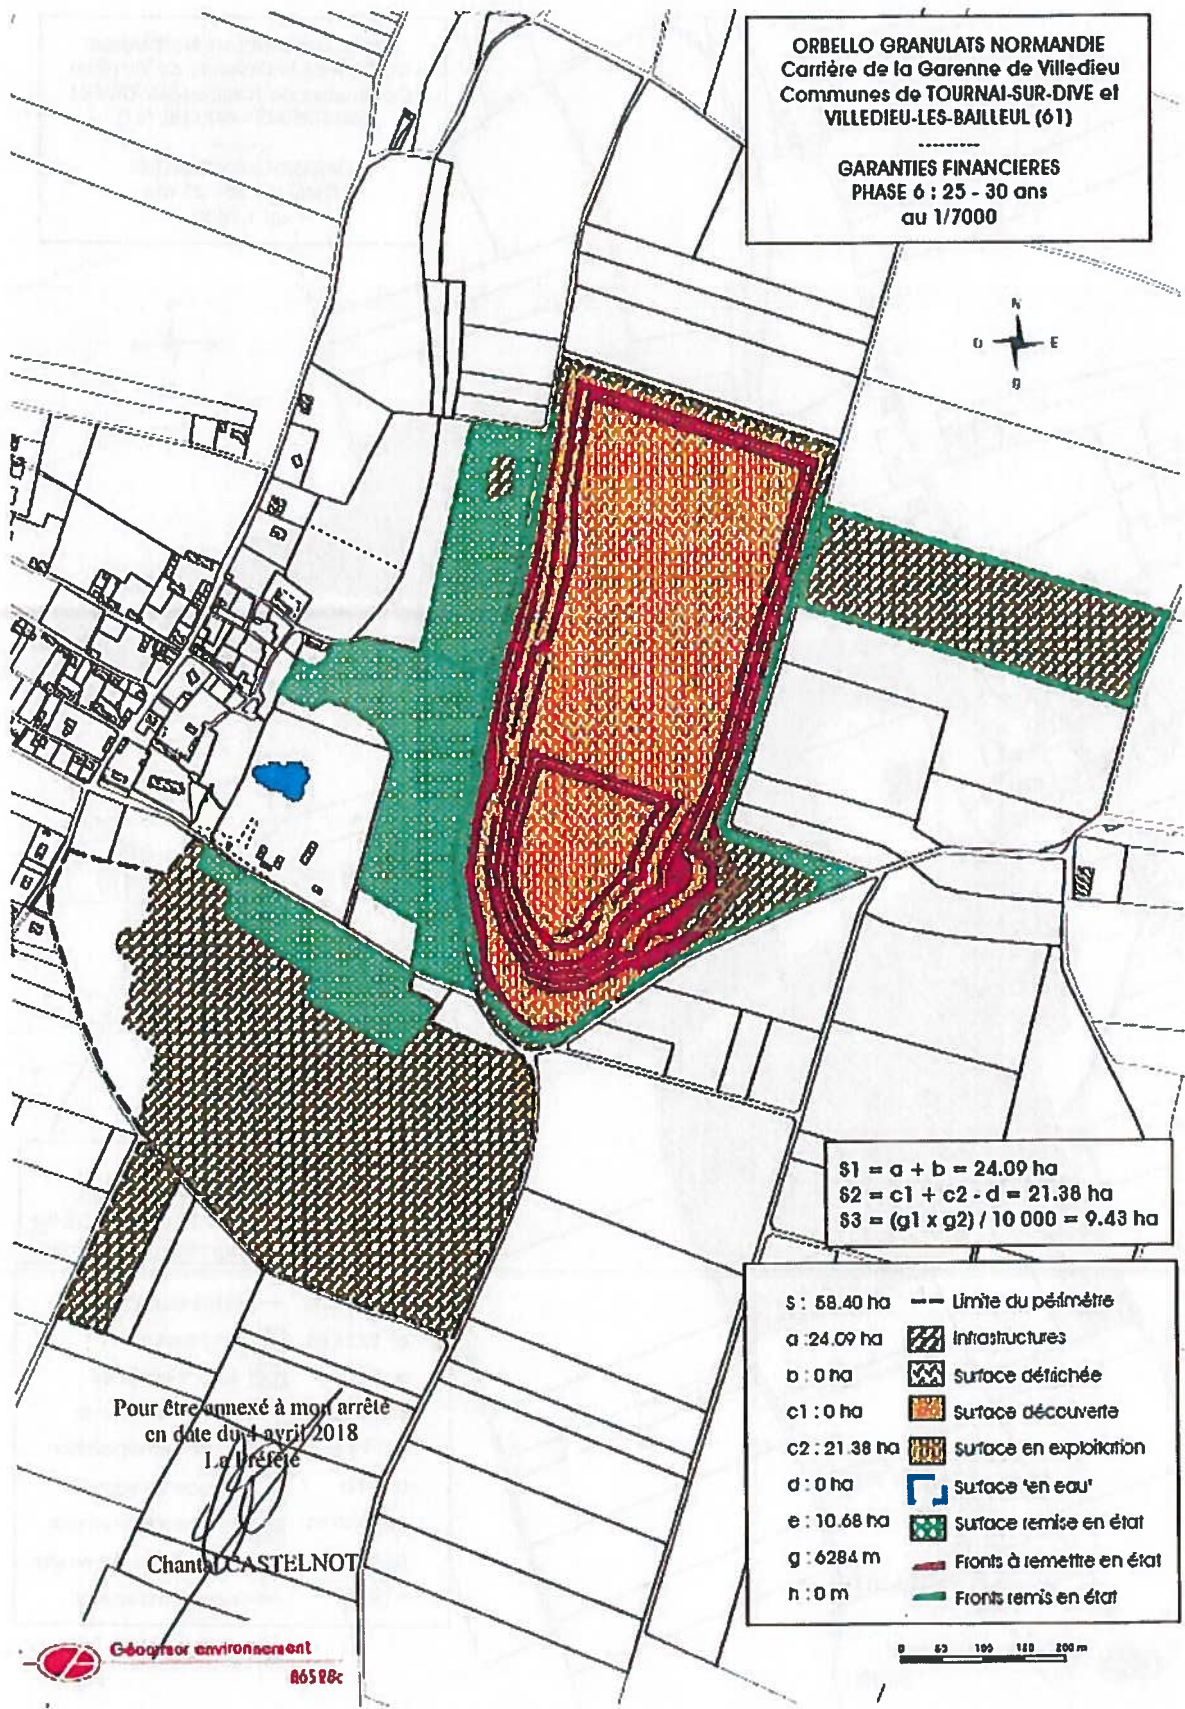 ORBELLO GRANULATS NORMANDIE
Carrière de la Garenne de Villedieu
Communes de TOURNAI-SUR-DIVE et
VILLEDIEU-LES-BAILLEUL (61)
---------
GARANTIES FINANCIERES
PHASE 6 : 25 - 30 ans
au 1/7000
N
O
E
S
S1 = a + b = 24.09 ha
S2 = c1 + c2 - d = 21.38 ha
S3 = (g1 x g2) / 10 000 = 9.43 ha
S : 58.40 ha Limite du périmètre
a : 24.09 ha Infrastructures
b : 0 ha Surface défrichée
c1 : 0 ha Surface découverte
c2 : 21.38 ha Surface en exploitation
d : 0 ha Surface "en eau"
e : 10.68 ha Surface remise en état
g : 6284 m Fronts à remettre en état
h : 0 m Fronts remis en état
Pour être annexé à mon arrêté
en date du 4 avril 2018
La Préfète
Chantal CASTELNOT
environnement
0 50 100 150 200 m